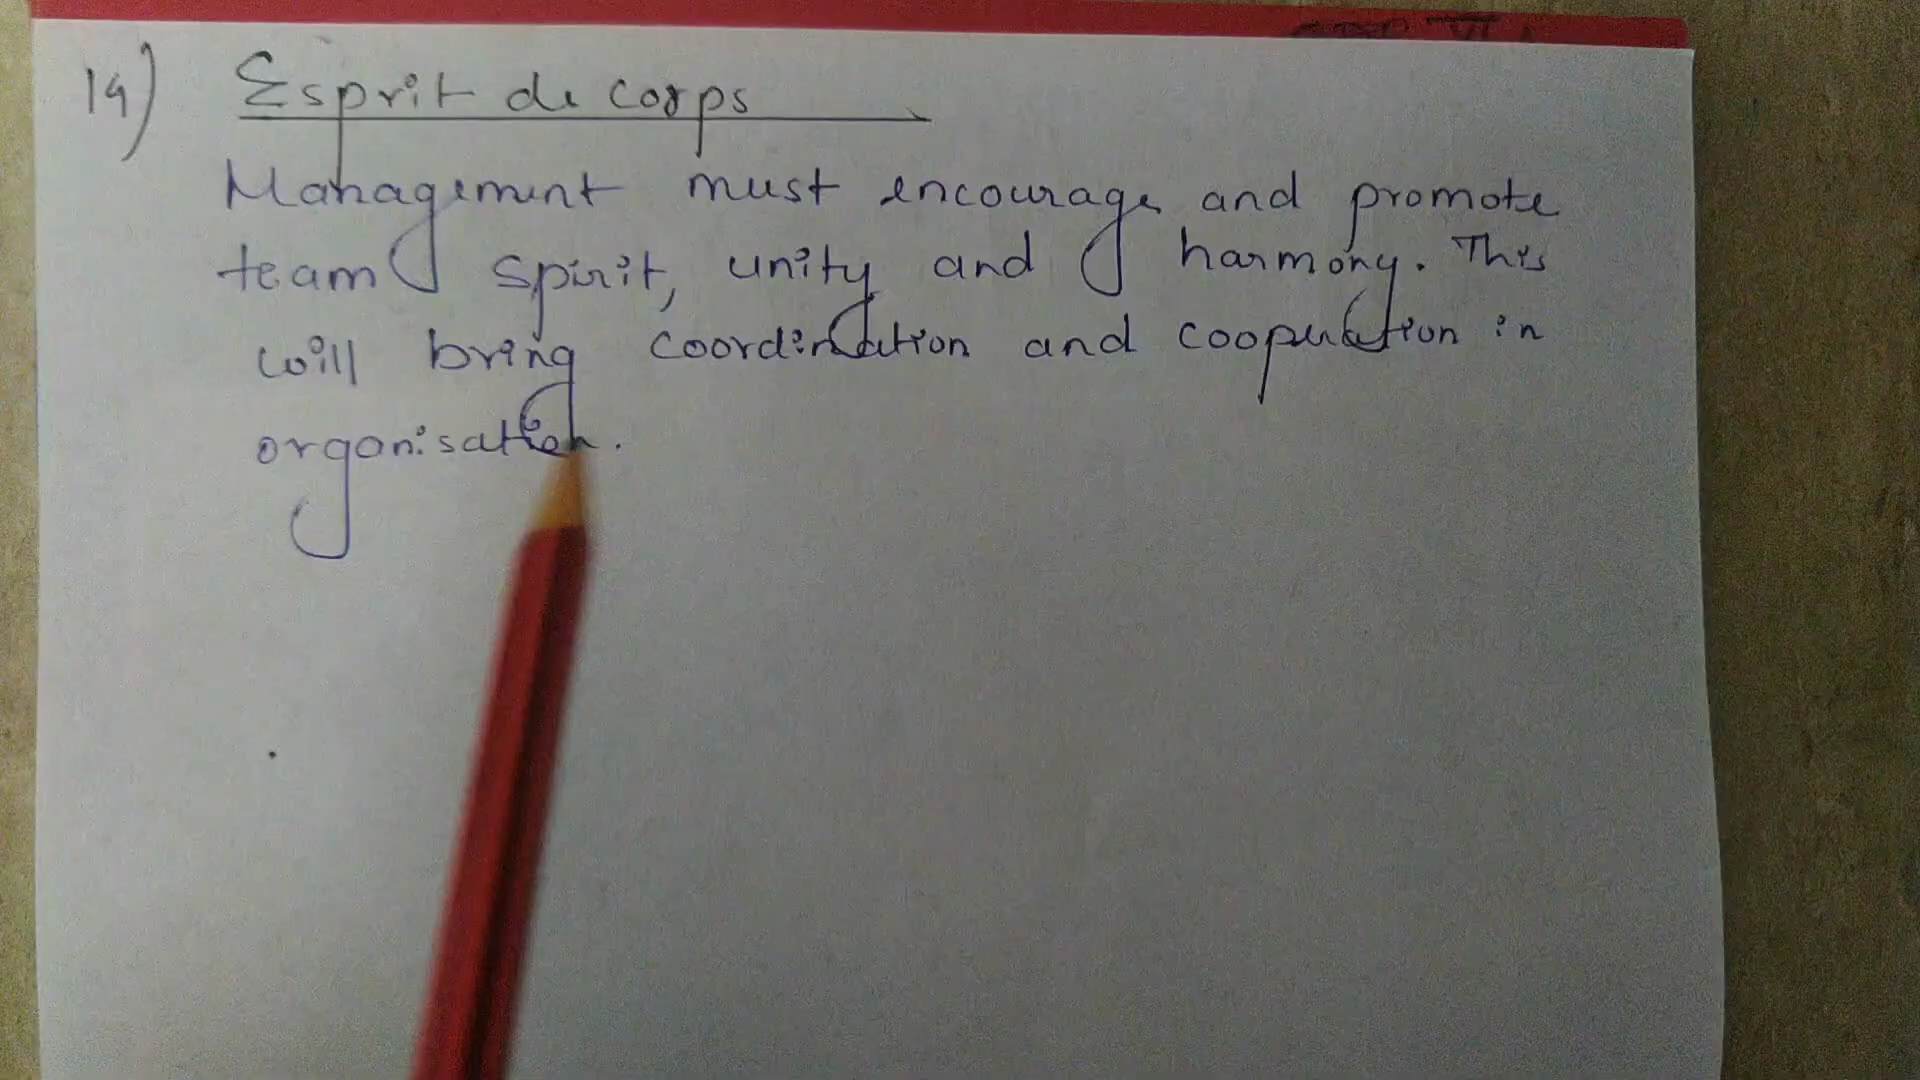 14) Esprit de corps
Management must encourage and promote
team spirit, unity and harmony. This
will bring coordination and cooperation in
organisation.